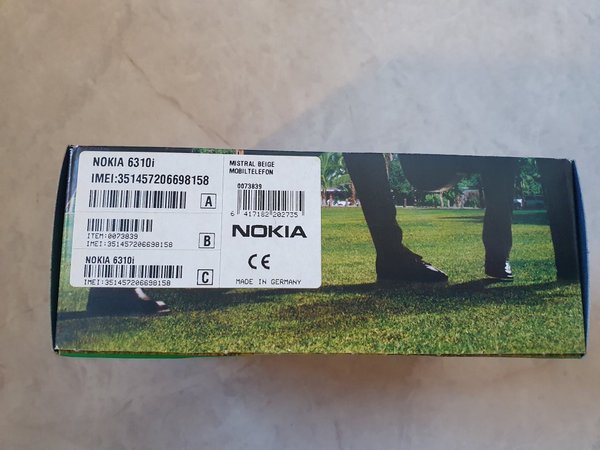 NOKIA 6310i
IMEI:351457206698158
A
ITEM:0073839
IMEI:351457206698158
B
NOKIA 6310i
IMEI:351457206698158
C
MISTRAL BEIGE
MOBILTELEFON
0073839
6 417182 202735
NOKIA
CE
MADE IN GERMANY